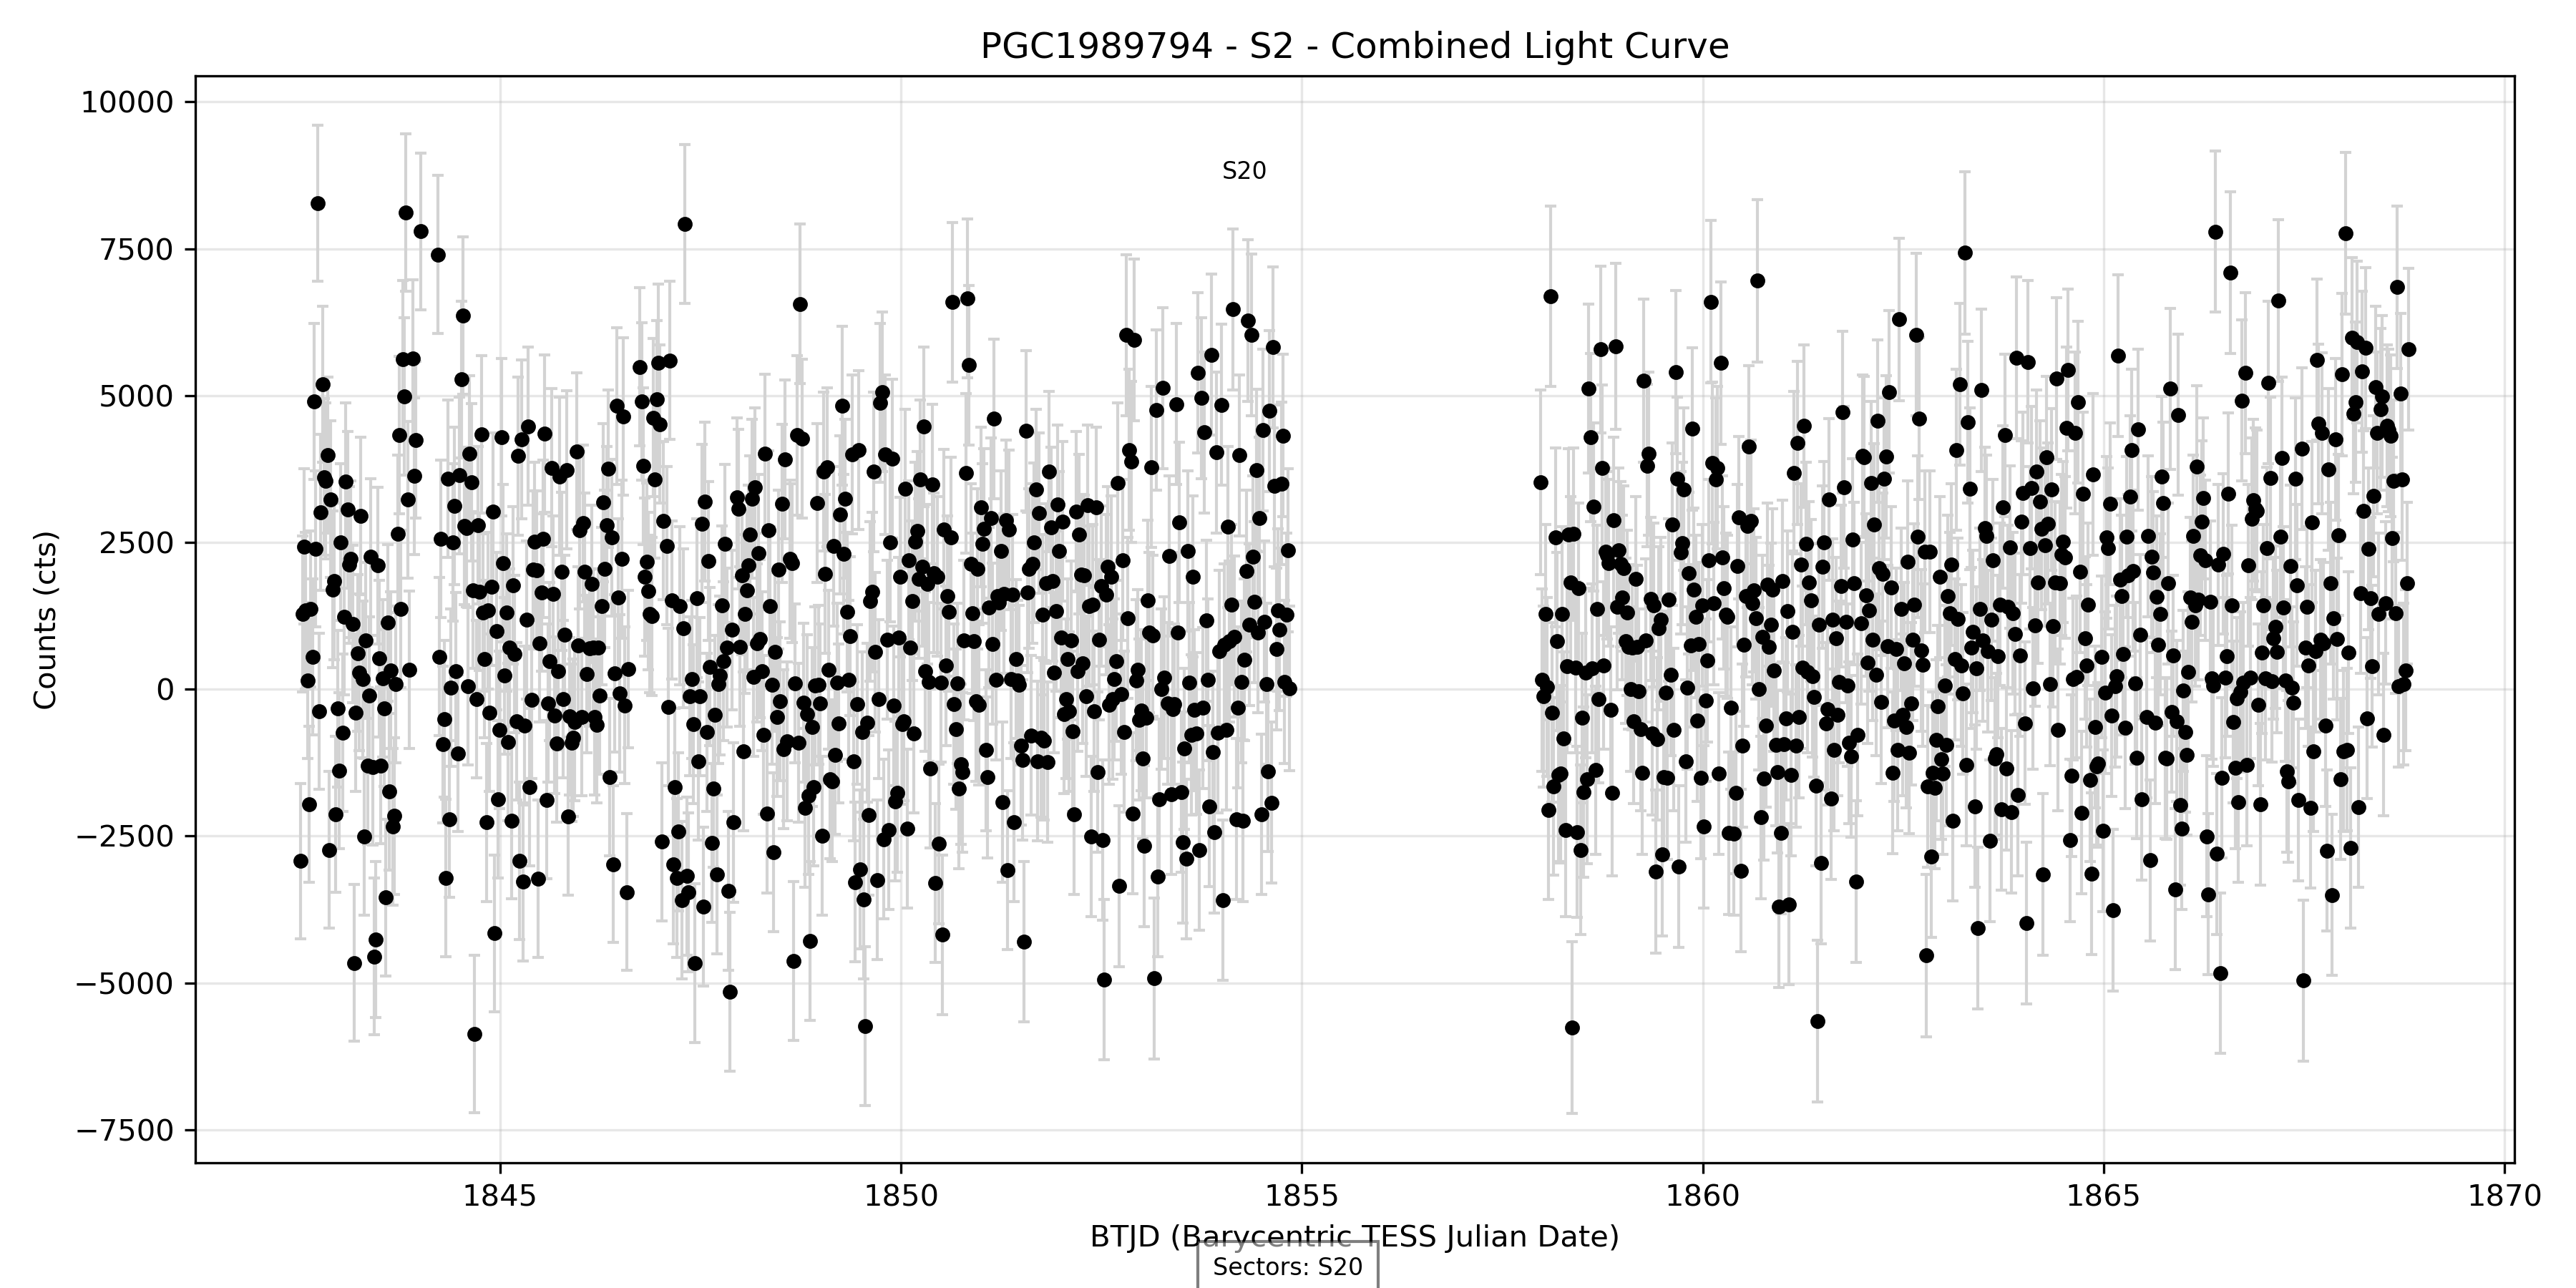 PGC1989794 - S2 - Combined Light Curve
10000
7500
5000
2500
0
−2500
−5000
−7500
Counts (cts)
S20
1845
1850
1855
1860
1865
1870
BTJD (Barycentric TESS Julian Date)
Sectors: S20